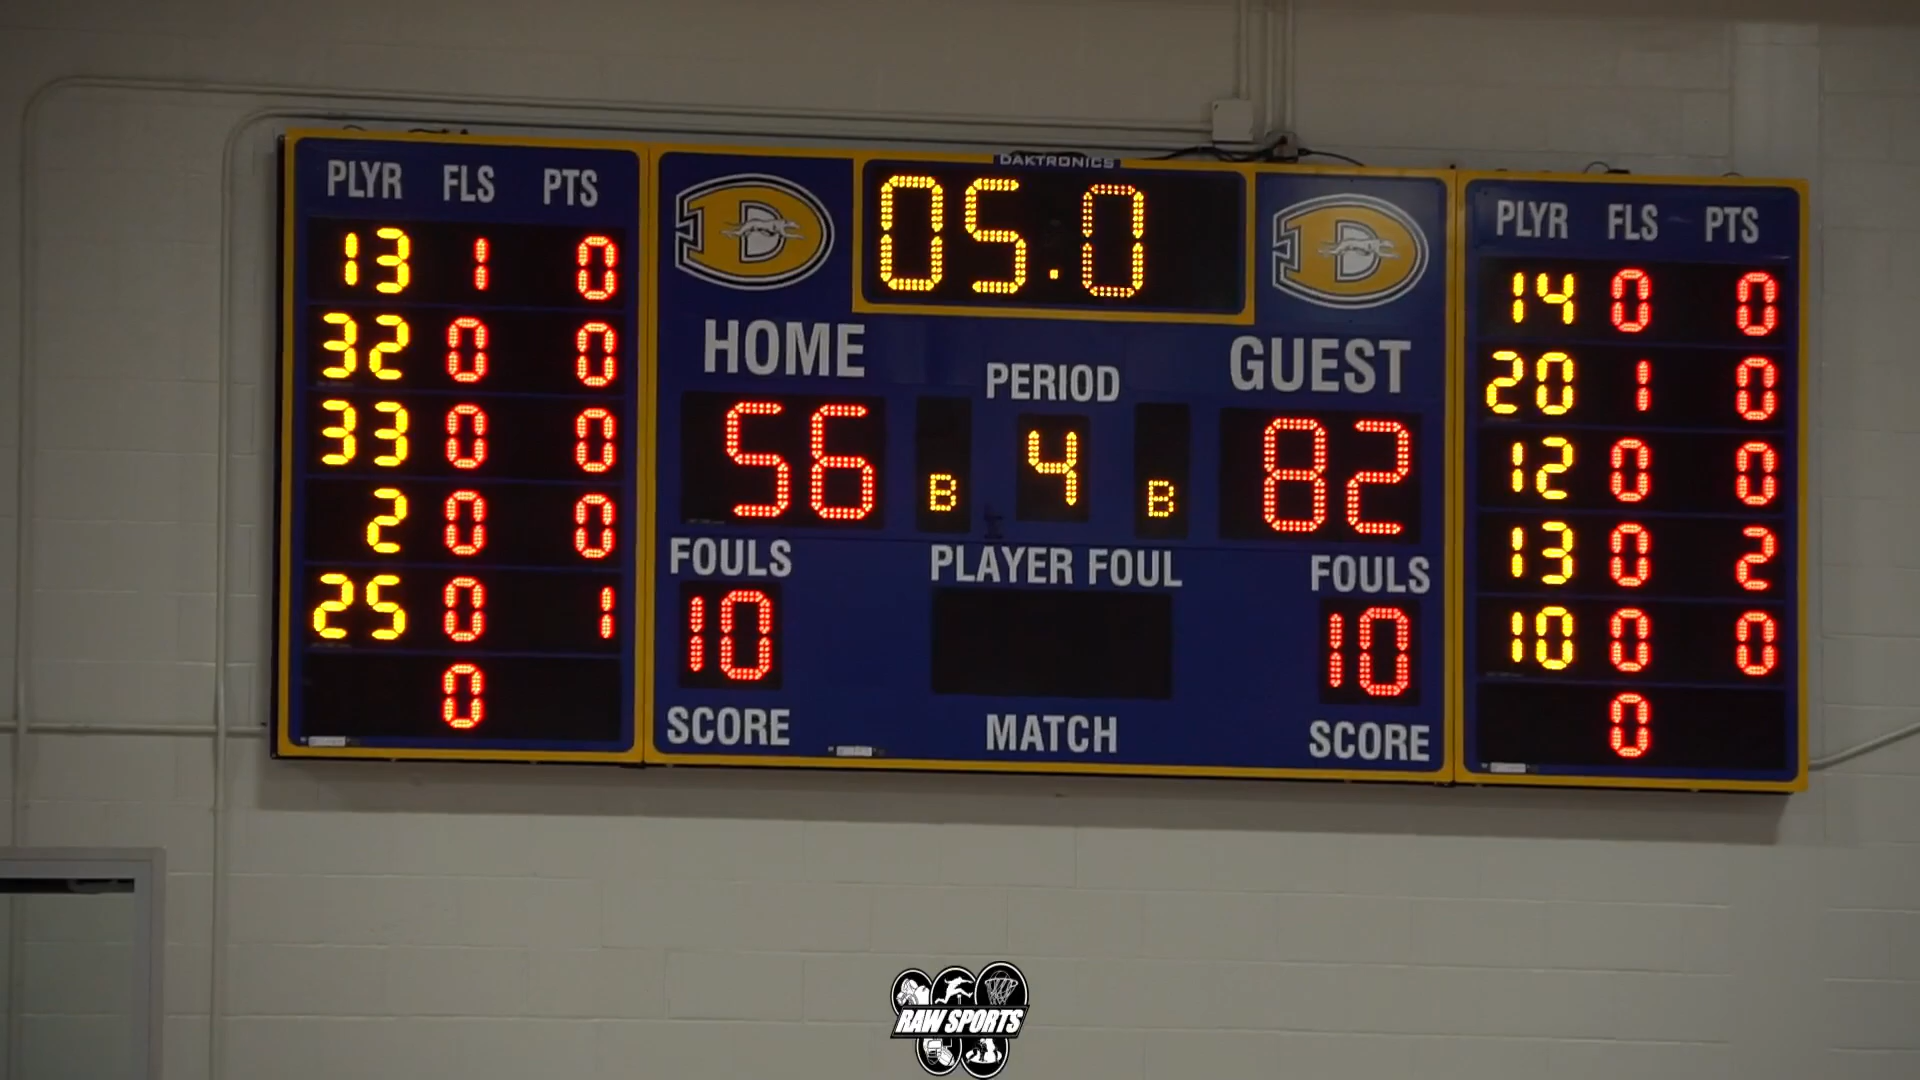 DAKTRONICS
PLYR FLS PTS
13 1 0
32 0 0
33 0 0
2 0 0
25 0 1
0
D
05.0
D
HOME
PERIOD
GUEST
56 B 4 B 82
FOULS
PLAYER FOUL
FOULS
10
10
SCORE
MATCH
SCORE
PLYR FLS PTS
14 0 0
20 1 0
12 0 0
13 0 2
10 0 0
0
RAW SPORTS